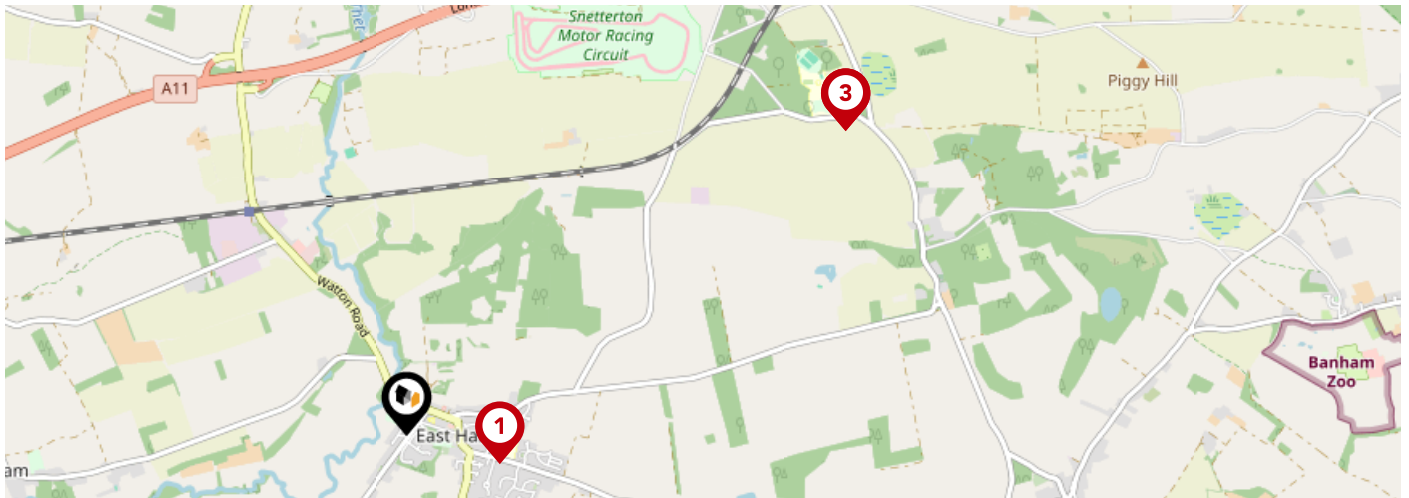 Snetterton
Motor Racing
Circuit
A11
3
Piggy Hill
Watton Road
Banham
Zoo
East Ha
1
am